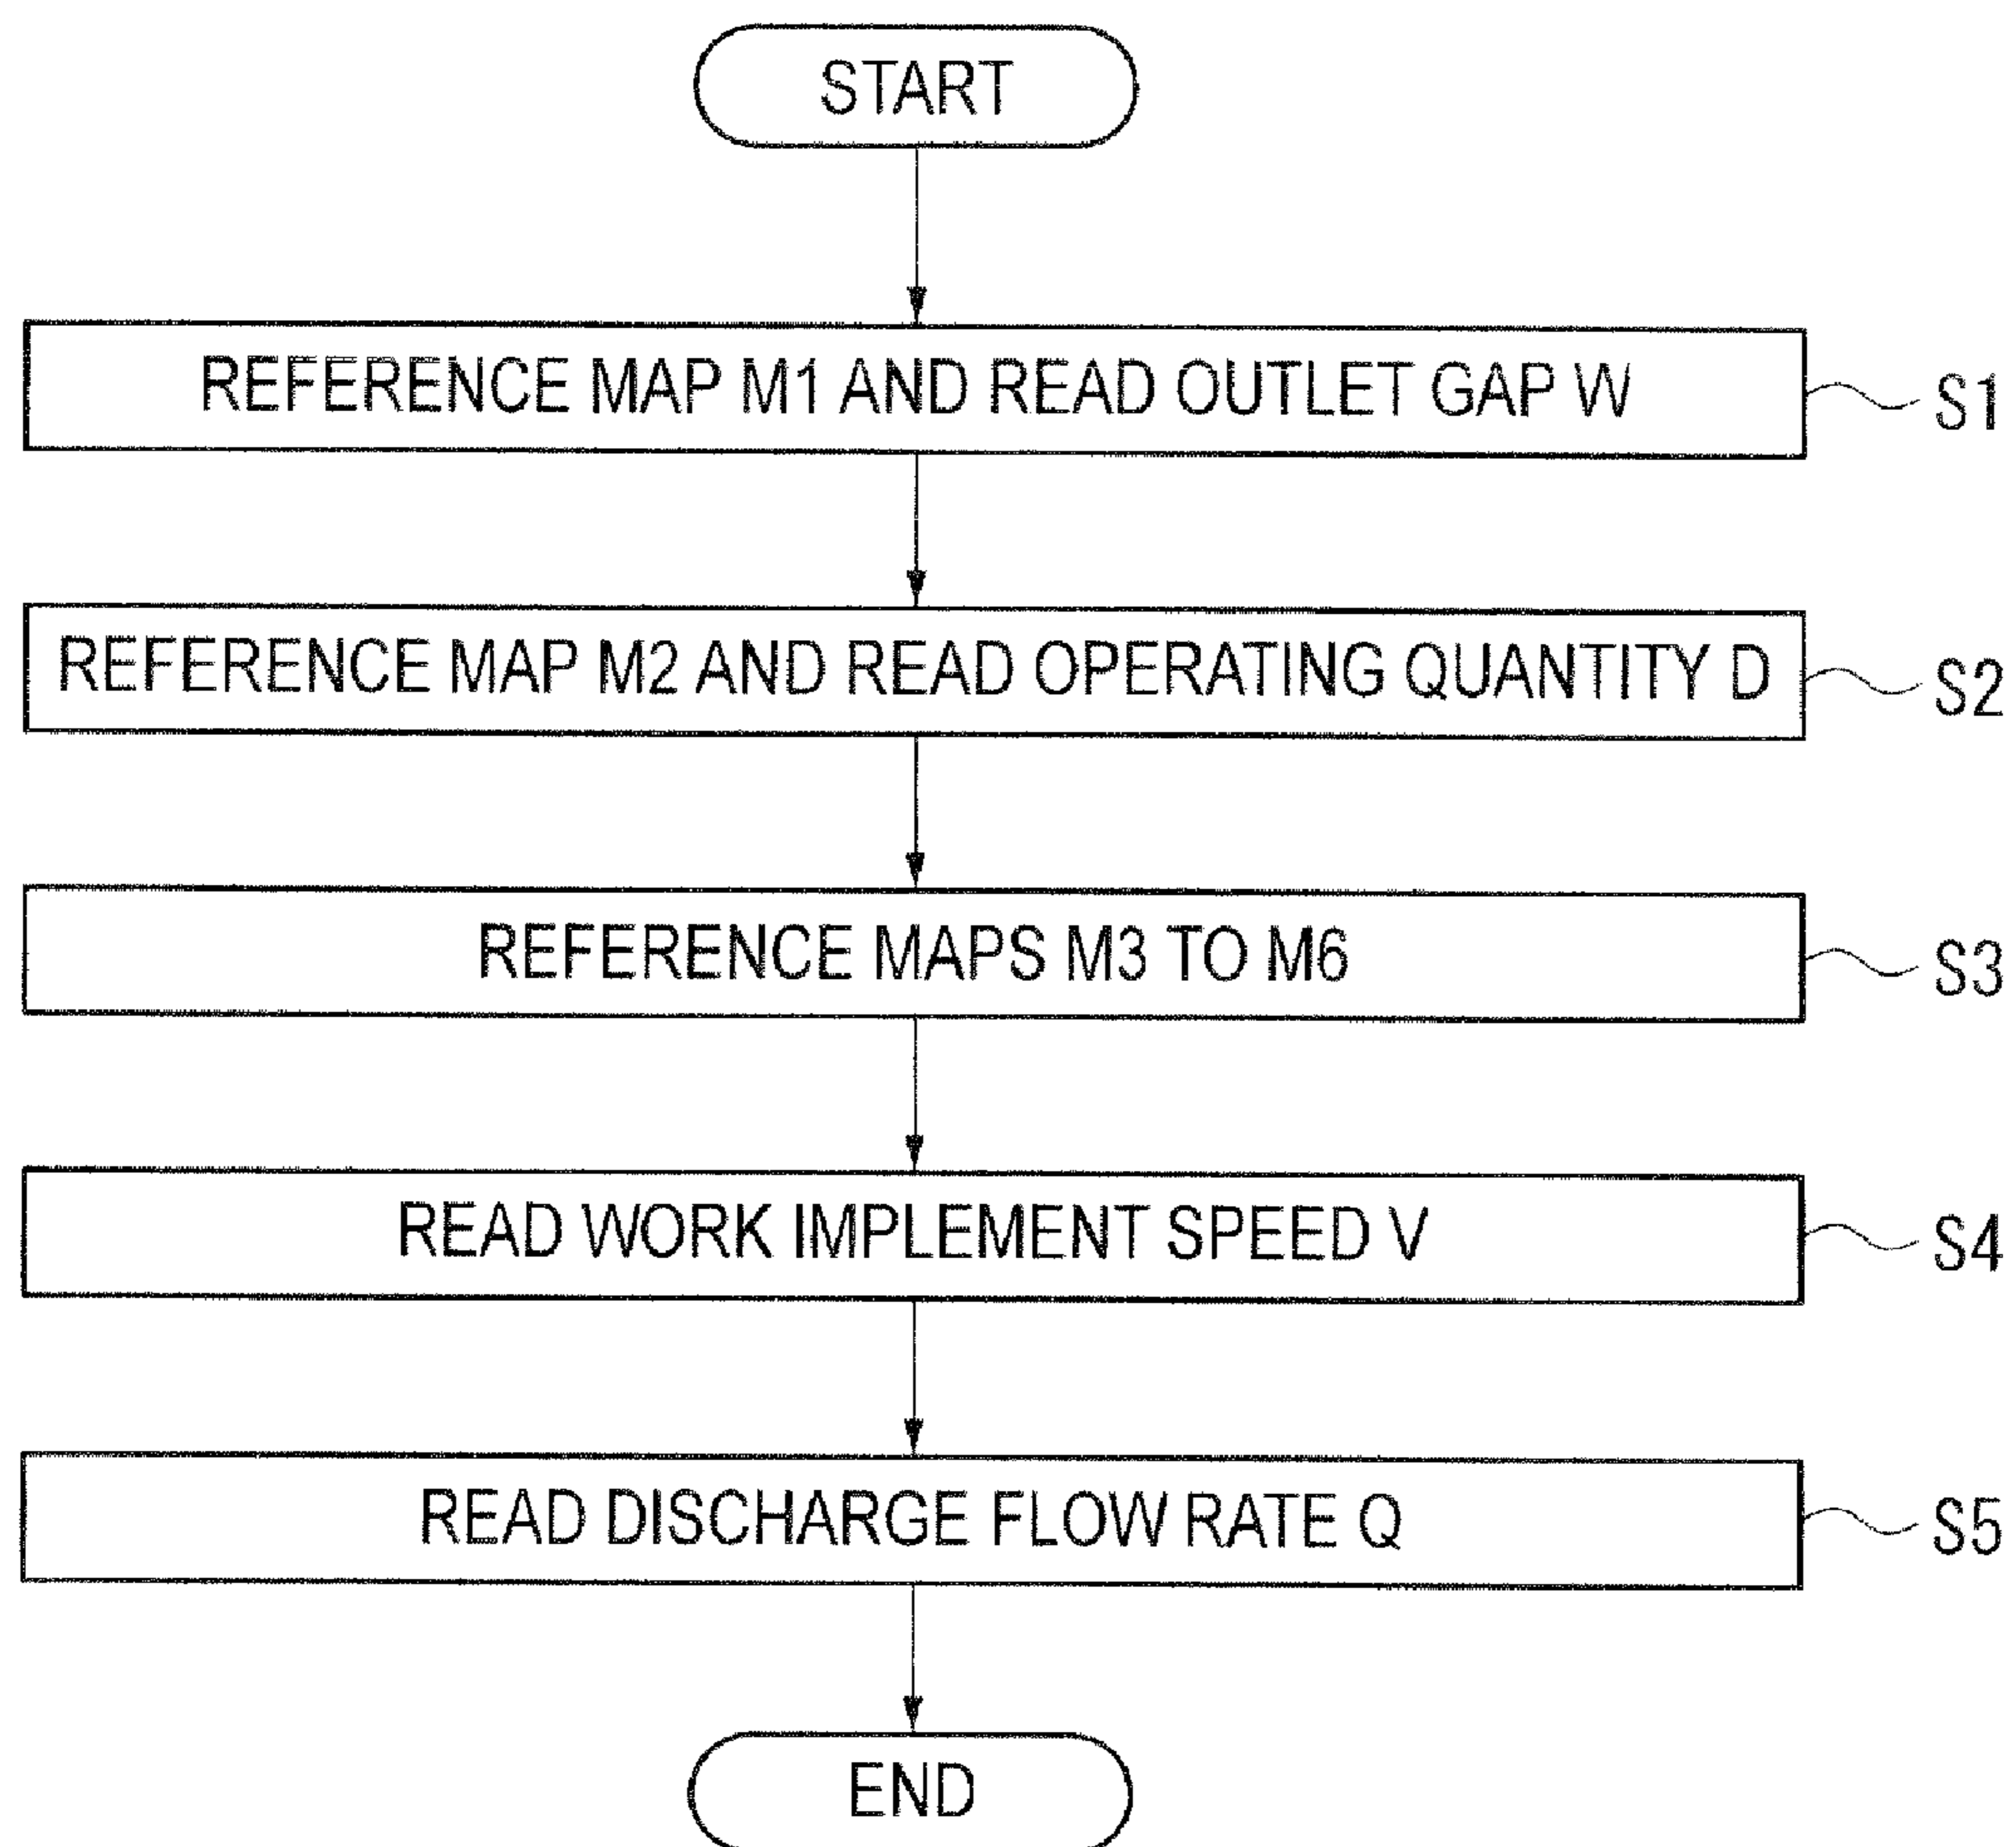 START
REFERENCE MAP M1 AND READ OUTLET GAP W
S1
REFERENCE MAP M2 AND READ OPERATING QUANTITY D
S2
REFERENCE MAPS M3 TO M6
S3
READ WORK IMPLEMENT SPEED V
S4
READ DISCHARGE FLOW RATE Q
S5
END